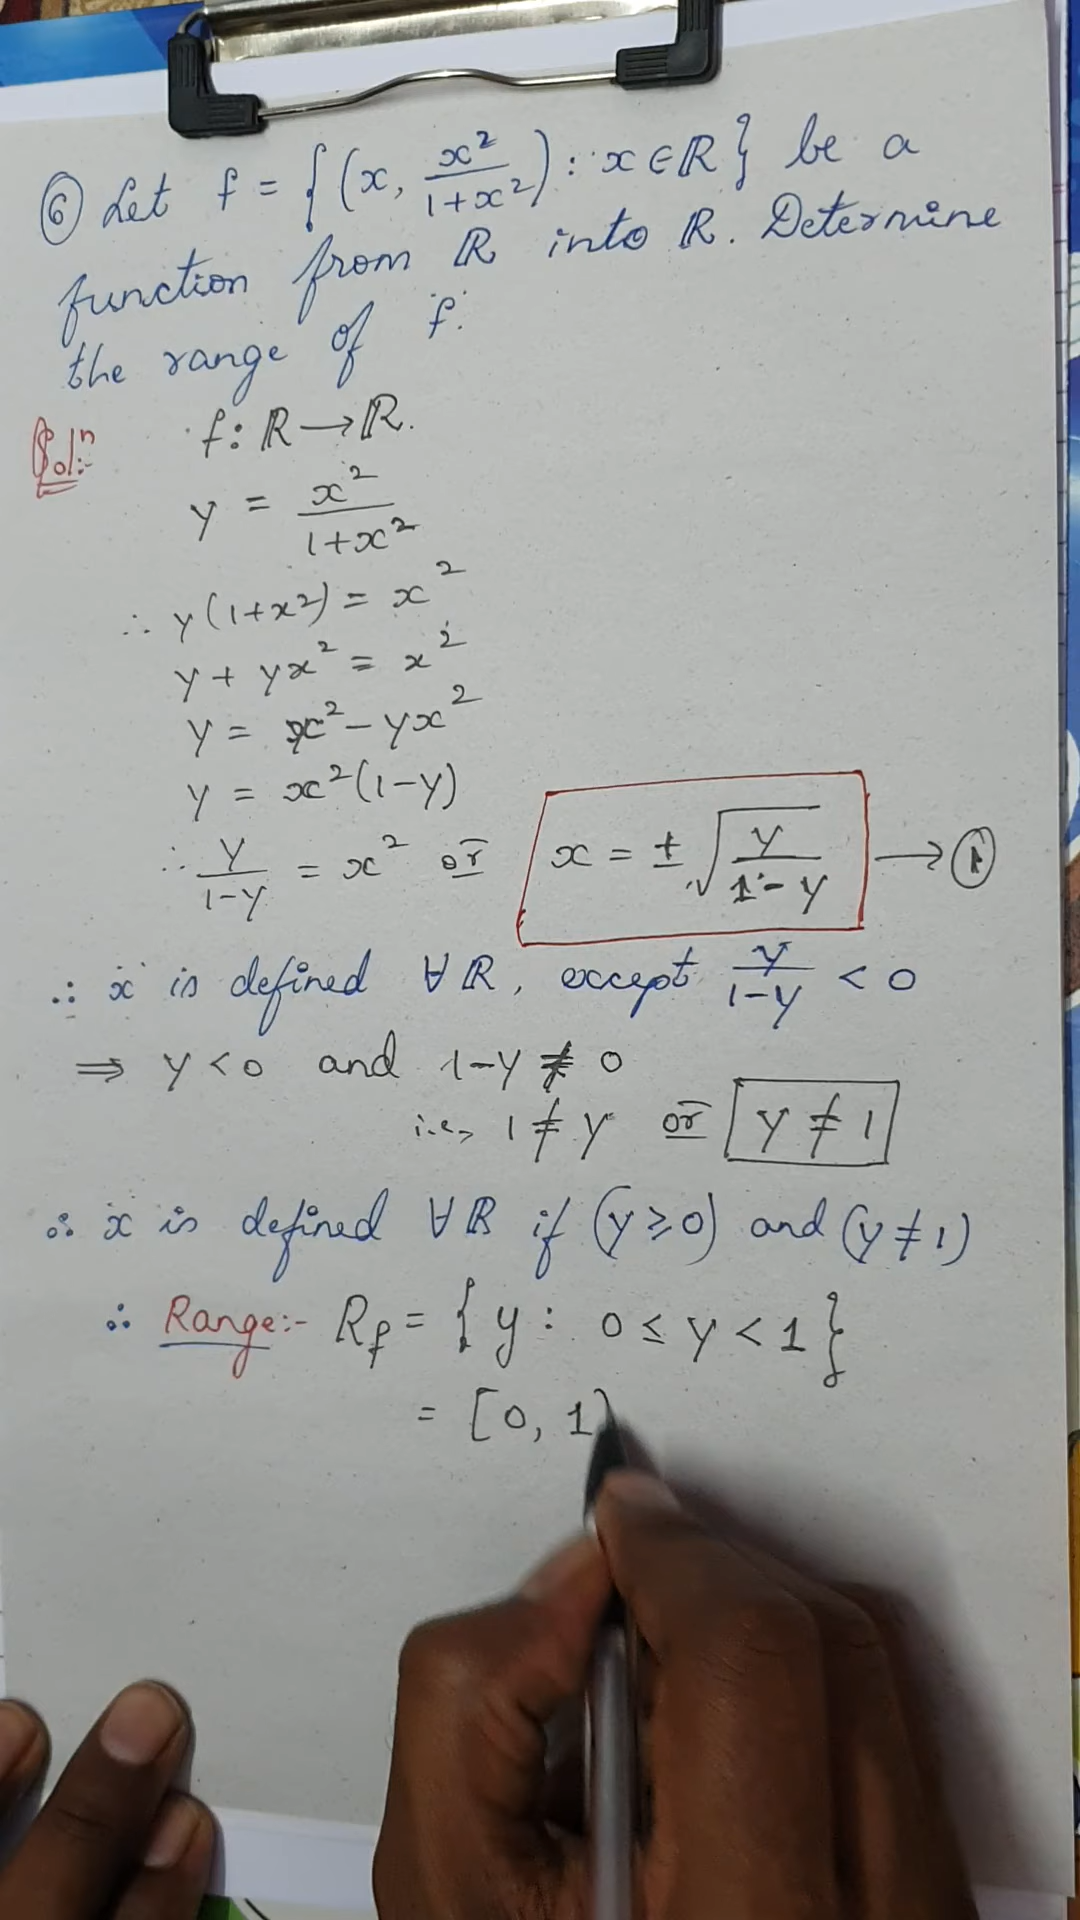 ⑥ Let f = { (x, x²/(1+x²)) : x ∈ ℝ } be a
function from ℝ into ℝ. Determine
the range of f.
Solⁿ:- f: ℝ → ℝ.
y = x²/(1+x²)
∴ y(1+x²) = x²
y + yx² = x²
y = x² - yx²
y = x²(1-y)
∴ y/(1-y) = x² or x = ± √(y/(1-y)) → ①
∴ x is defined ∀ ℝ, except y/(1-y) < 0
⇒ y < 0 and 1-y ≠ 0
i.e., 1 ≠ y or y ≠ 1
∴ x is defined ∀ ℝ if (y ≥ 0) and (y ≠ 1)
∴ Range:- R_f = { y : 0 ≤ y < 1 }
= [0, 1)